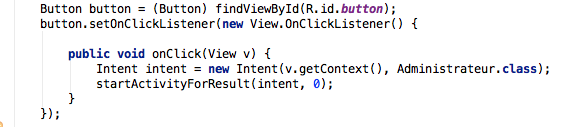 Button button = (Button) findViewById(R.id.button);
button.setOnClickListener(new View.OnClickListener() {
public void onClick(View v) {
Intent intent = new Intent(v.getContext(), Administrateur.class);
startActivityForResult(intent, 0);
}
});